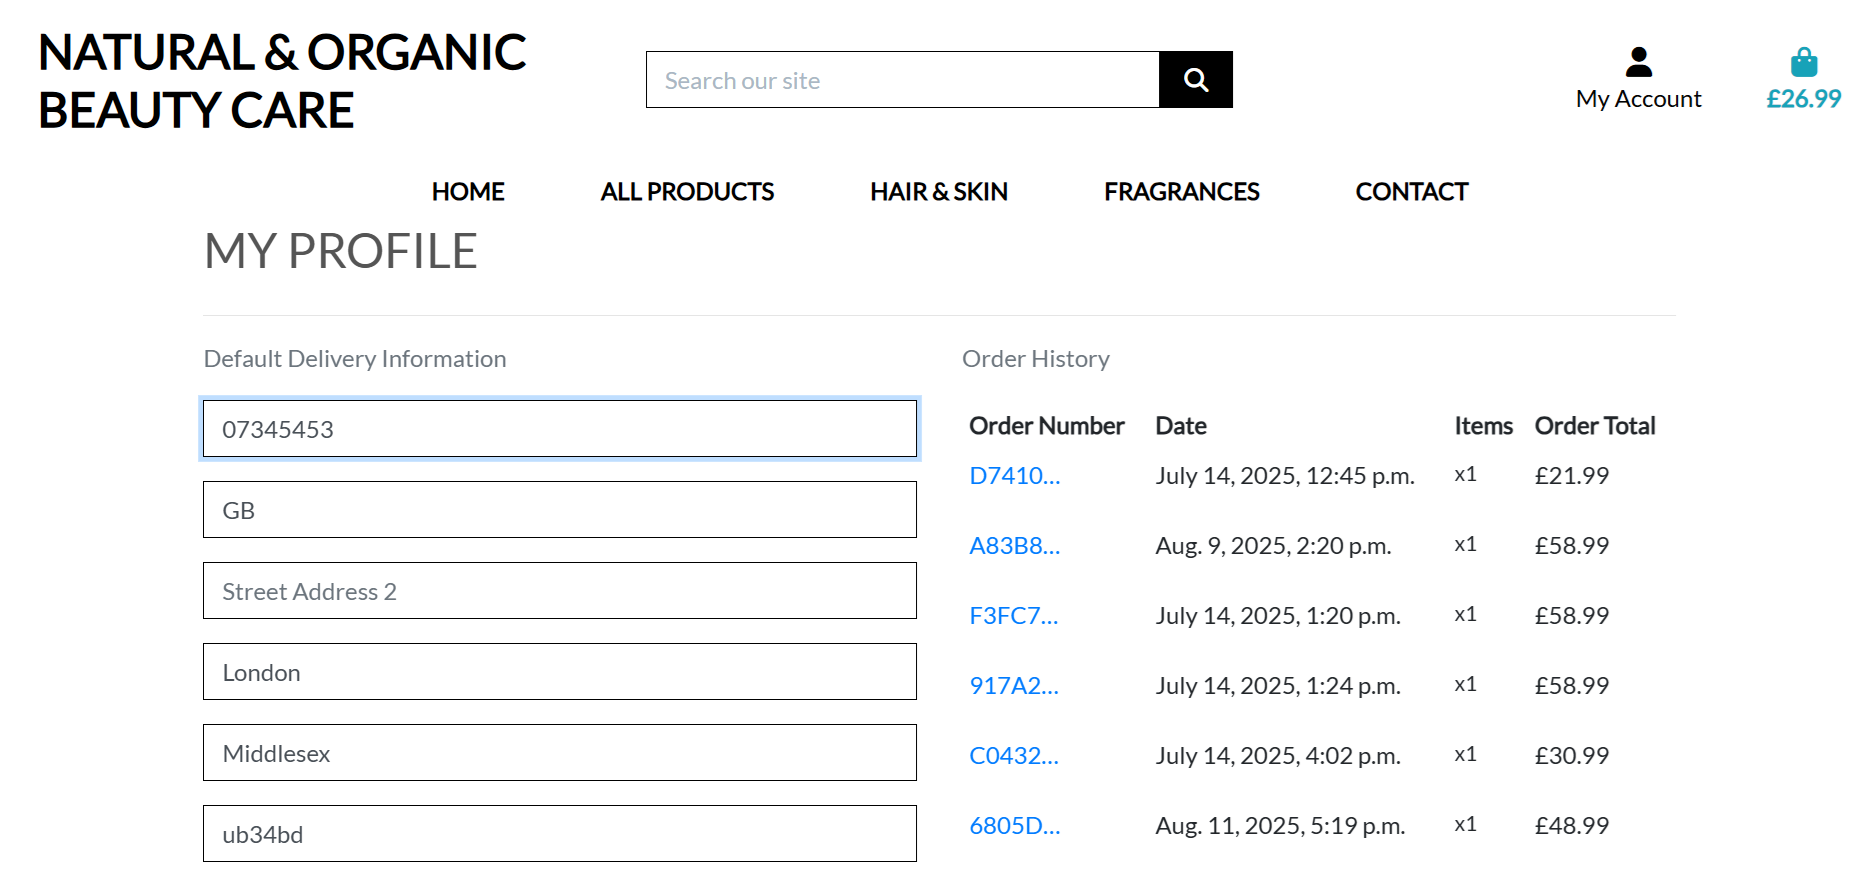 NATURAL & ORGANIC
BEAUTY CARE
Search our site
My Account
£26.99
HOME ALL PRODUCTS HAIR & SKIN FRAGRANCES CONTACT
MY PROFILE
Default Delivery Information
07345453
GB
Street Address 2
London
Middlesex
ub34bd
Order History
Order Number Date Items Order Total
D7410... July 14, 2025, 12:45 p.m. x1 £21.99
A83B8... Aug. 9, 2025, 2:20 p.m. x1 £58.99
F3FC7... July 14, 2025, 1:20 p.m. x1 £58.99
917A2... July 14, 2025, 1:24 p.m. x1 £58.99
C0432... July 14, 2025, 4:02 p.m. x1 £30.99
6805D... Aug. 11, 2025, 5:19 p.m. x1 £48.99